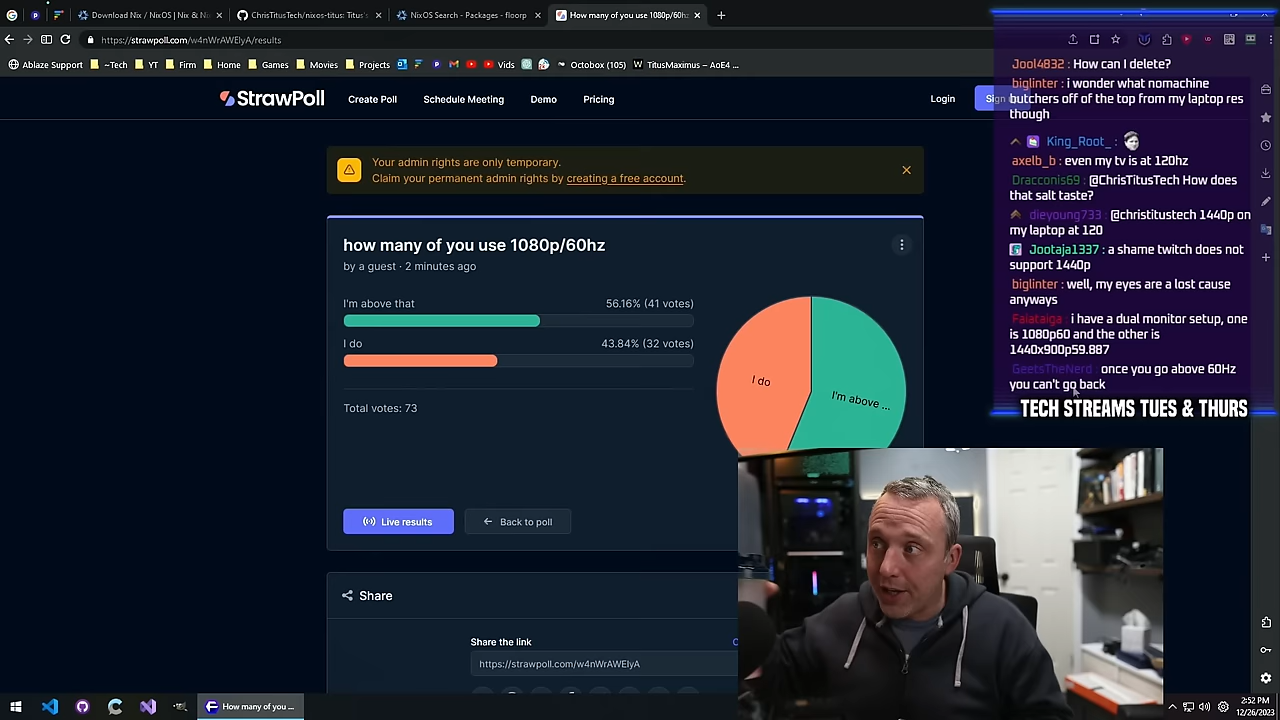 Download Nix / NixOS | Nix &
ChrisTitusTech/nixos-titus: Titus
NixOS Search - Packages - floorp
How many of you use 1080p/60hz
https://strawpoll.com/w4nWrAWElyA/results
Ablaze Support
~Tech
YT
Firm
Home
Games
Movies
Projects
Vids
Octobox (105)
TitusMaximus – AoE4 ...
StrawPoll
Create Poll
Schedule Meeting
Demo
Pricing
Login
Sign
Your admin rights are only temporary.
Claim your permanent admin rights by creating a free account.
how many of you use 1080p/60hz
by a guest · 2 minutes ago
I'm above that
56.16% (41 votes)
I do
43.84% (32 votes)
Total votes: 73
I do
I'm above ...
Live results
Back to poll
Share
Share the link
https://strawpoll.com/w4nWrAWElyA
Jool4832 : How can I delete?
biglinter : i wonder what nomachine
butchers off of the top from my laptop res
though
King_Root_ :
axelb_b : even my tv is at 120hz
Dracconis69 : @ChrisTitusTech How does
that salt taste?
dieyoung733 : @christitustech 1440p on
my laptop at 120
Jootaja1337 : a shame twitch does not
support 1440p
biglinter : well, my eyes are a lost cause
anyways
Falataiga : i have a dual monitor setup, one
is 1080p60 and the other is
1440x900p59.887
GeetsTheNerd : once you go above 60Hz
you can't go back
TECH STREAMS TUES & THURS
How many of you ...
2:52 PM
12/26/2023